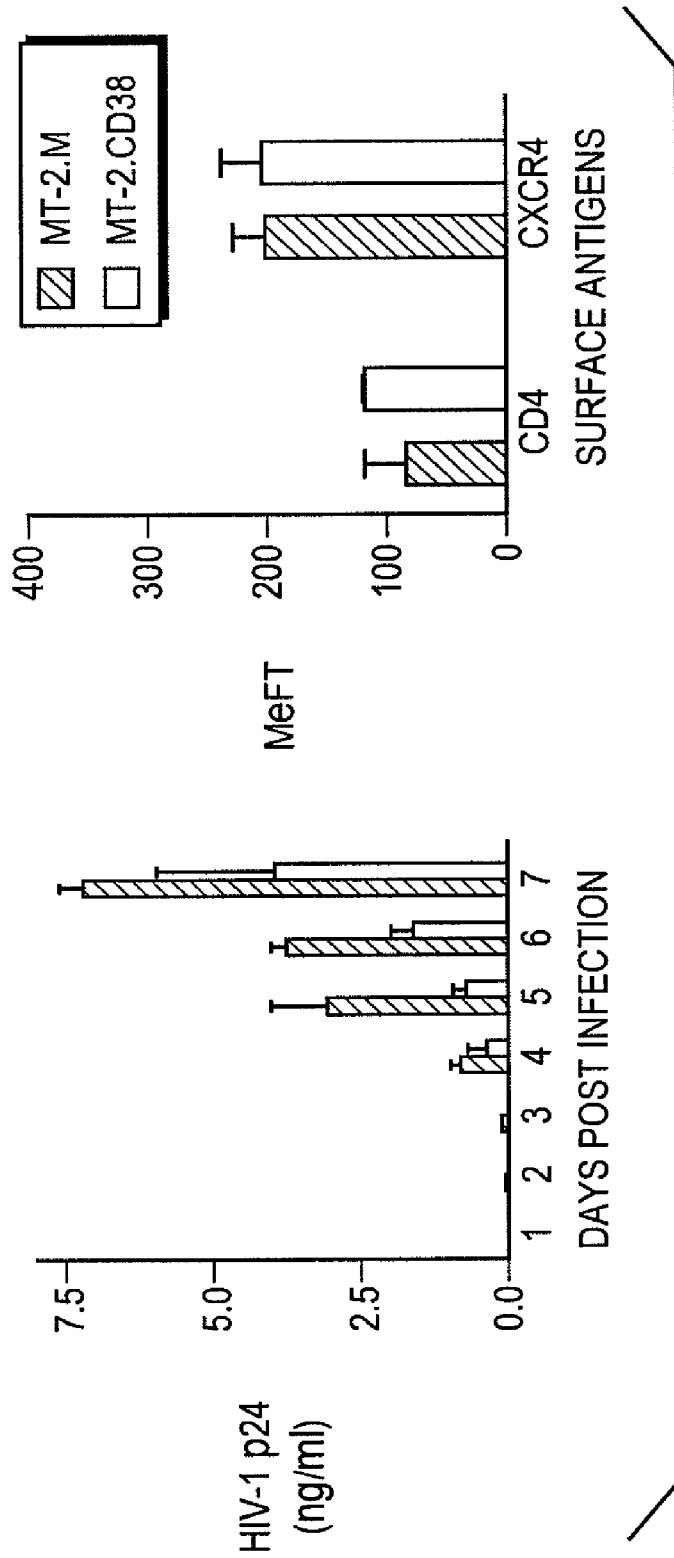 HIV-1 p24
(ng/ml)
7.5
5.0
2.5
0.0
1 2 3 4 5 6 7
DAYS POST INFECTION
MeFT
400
300
200
100
0
CD4 CXCR4
SURFACE ANTIGENS
MT-2.M
MT-2.CD38